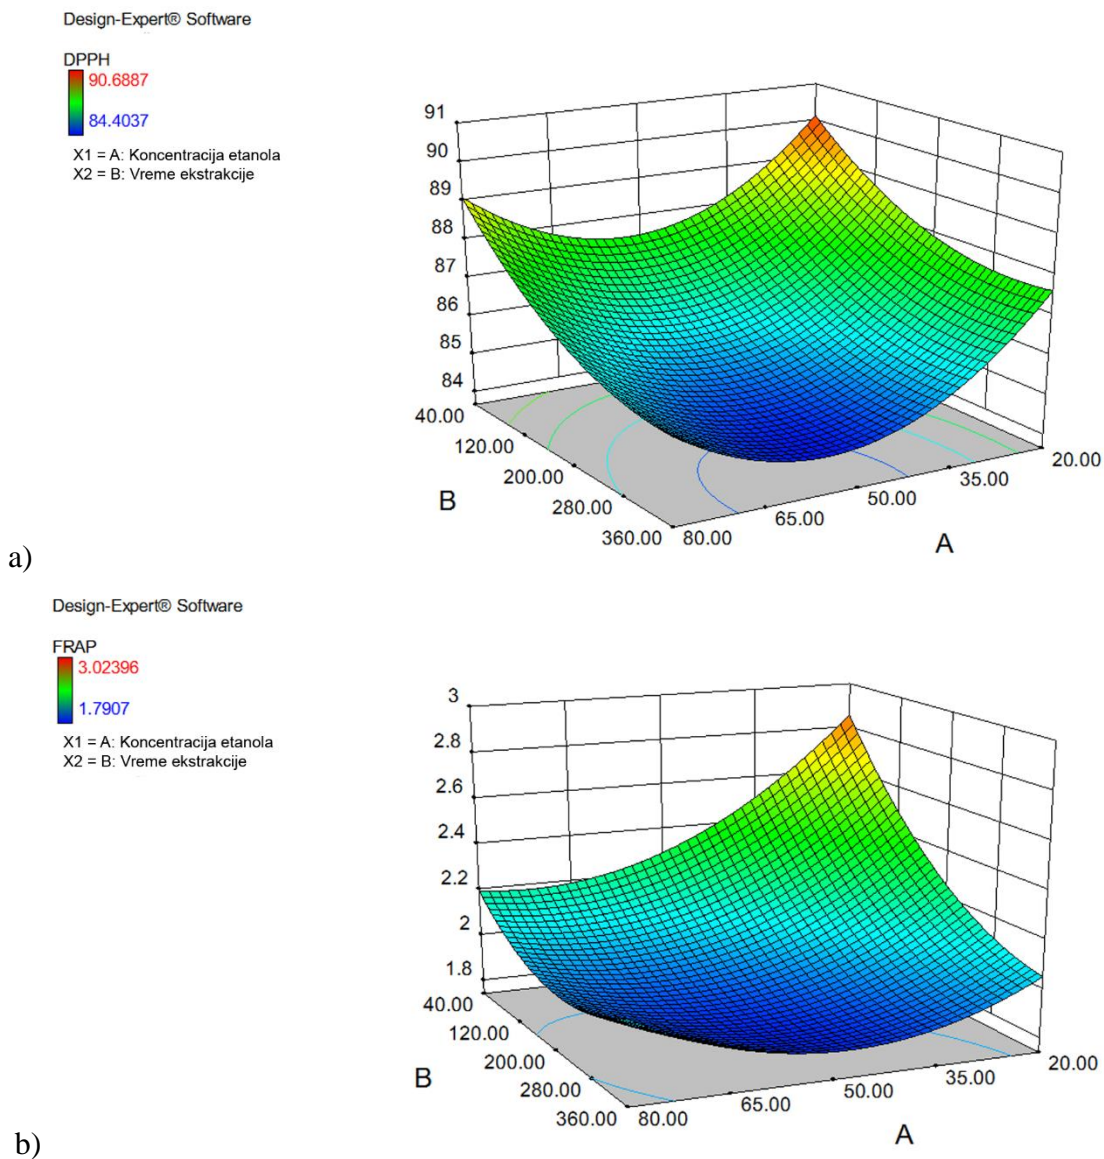 Design-Expert® Software
DPPH
90.6887
84.4037
X1 = A: Koncentracija etanola
X2 = B: Vreme ekstrakcije
91
90
89
88
87
86
85
84
40.00
120.00
200.00
280.00
360.00
80.00
65.00
50.00
35.00
20.00
B
A
a)
Design-Expert® Software
FRAP
3.02396
1.7907
X1 = A: Koncentracija etanola
X2 = B: Vreme ekstrakcije
3
2.8
2.6
2.4
2.2
2
1.8
40.00
120.00
200.00
280.00
360.00
80.00
65.00
50.00
35.00
20.00
B
A
b)